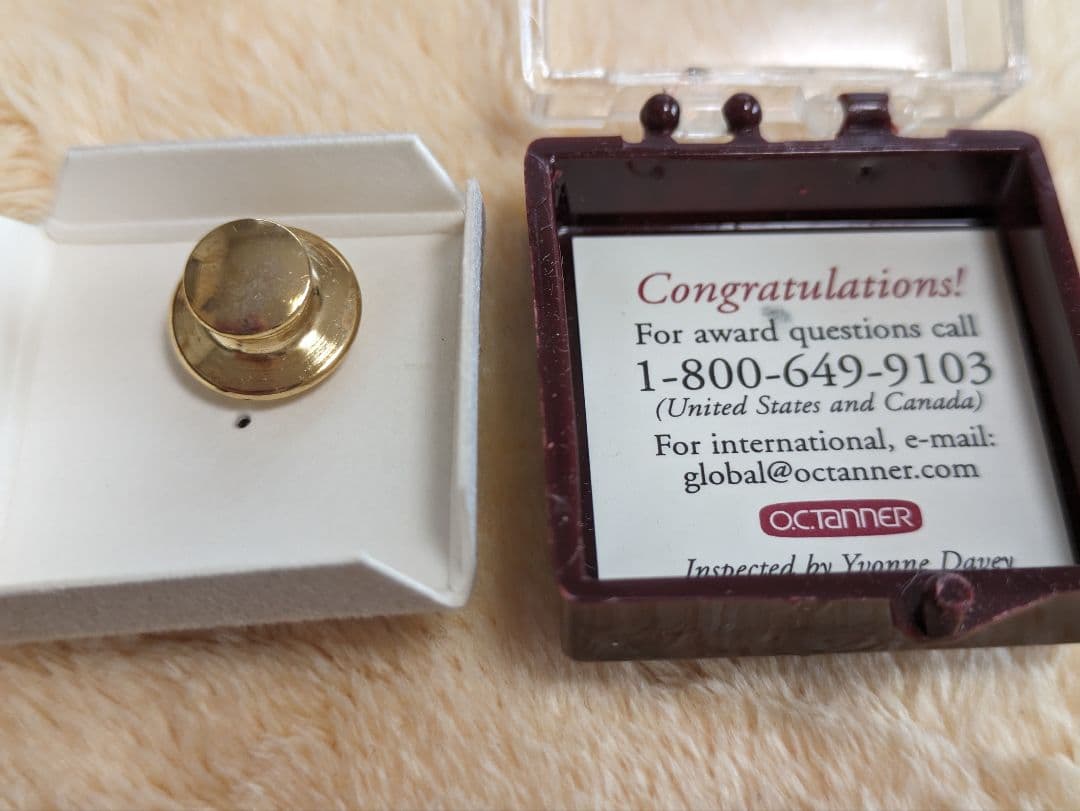 Congratulations!
For award questions call
1-800-649-9103
(United States and Canada)
For international, e-mail:
global@octanner.com
O.C.TANNER
Inspected by Yvonne Davey